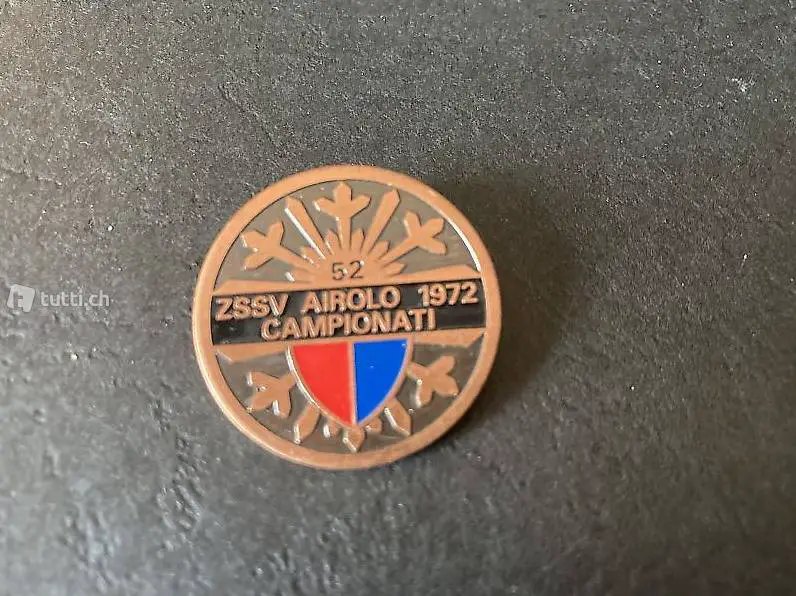 52
ZSSV AIROLO 1972
CAMPIONATI
tutti.ch